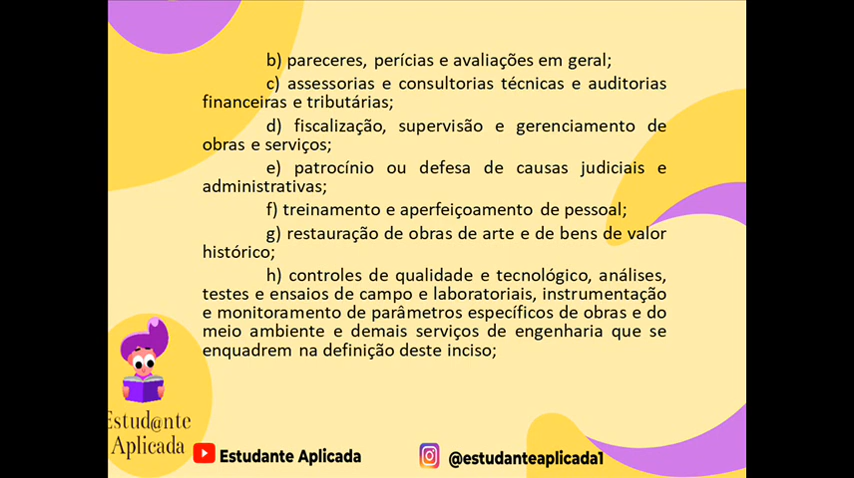 b) pareceres, perícias e avaliações em geral;
c) assessorias e consultorias técnicas e auditorias
financeiras e tributárias;
d) fiscalização, supervisão e gerenciamento de
obras e serviços;
e) patrocínio ou defesa de causas judiciais e
administrativas;
f) treinamento e aperfeiçoamento de pessoal;
g) restauração de obras de arte e de bens de valor
histórico;
h) controles de qualidade e tecnológico, análises,
testes e ensaios de campo e laboratoriais, instrumentação
e monitoramento de parâmetros específicos de obras e do
meio ambiente e demais serviços de engenharia que se
enquadrem na definição deste inciso;
Estud@nte
Aplicada
Estudante Aplicada
@estudanteaplicada1